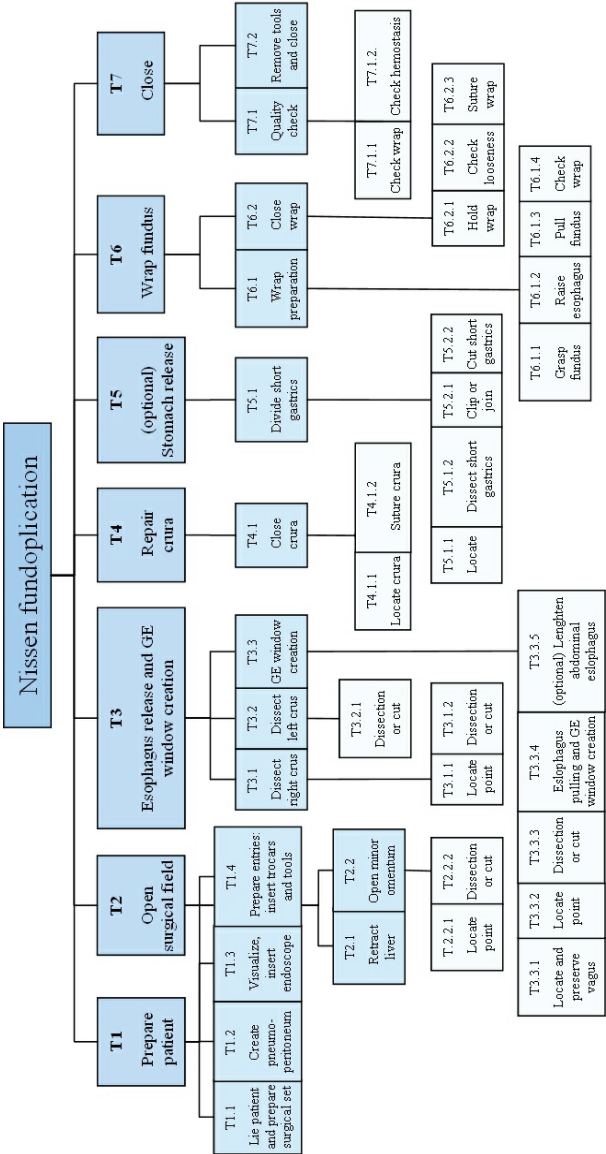 Nissen fundoplication
T1
Prepare
patient
T2
Open
surgical field
T3
Esophagus release and GE
window creation
T4
Repair
crura
T5
(optional)
Stomach release
T6
Wrap fundus
T7
Close
T1.1
Lie patient
and prepare
surgical set
T1.2
Create
pneumo-
peritoneum
T1.3
Visualize,
insert
endoscope
T1.4
Prepare entries:
insert trocars
and tools
T2.1
Retract
liver
T2.2
Open minor
omentum
T.2.2.1
Locate
point
T2.2.2
Dissection
or cut
T3.1
Dissect
right crus
T3.2
Dissect
left crus
T3.3
GE window
creation
T3.2.1
Dissection
or cut
T3.1.1
Locate
point
T3.1.2
Dissection
or cut
T3.3.1
Locate and
preserve
vagus
T3.3.2
Locate
point
T3.3.3
Dissection
or cut
T3.3.4
Eslophagus
pulling and GE
window creation
T3.3.5
(optional) Lenghten
abdominal
eslophagus
T4.1
Close
crura
T4.1.1
Locate crura
T4.1.2
Suture crura
T5.1
Divide short
gastrics
T5.1.1
Locate
T5.1.2
Dissect short
gastrics
T5.2.1
Clip or
join
T5.2.2
Cut short
gastrics
T6.1
Wrap
preparation
T6.2
Close
wrap
T6.2.1
Hold
wrap
T6.2.2
Check
looseness
T6.2.3
Suture
wrap
T6.1.1
Grasp
fundus
T6.1.2
Raise
esophagus
T6.1.3
Pull
fundus
T6.1.4
Check
wrap
T7.1
Quality
check
T7.2
Remove tools
and close
T7.1.1
Check wrap
T7.1.2.
Check hemostasis